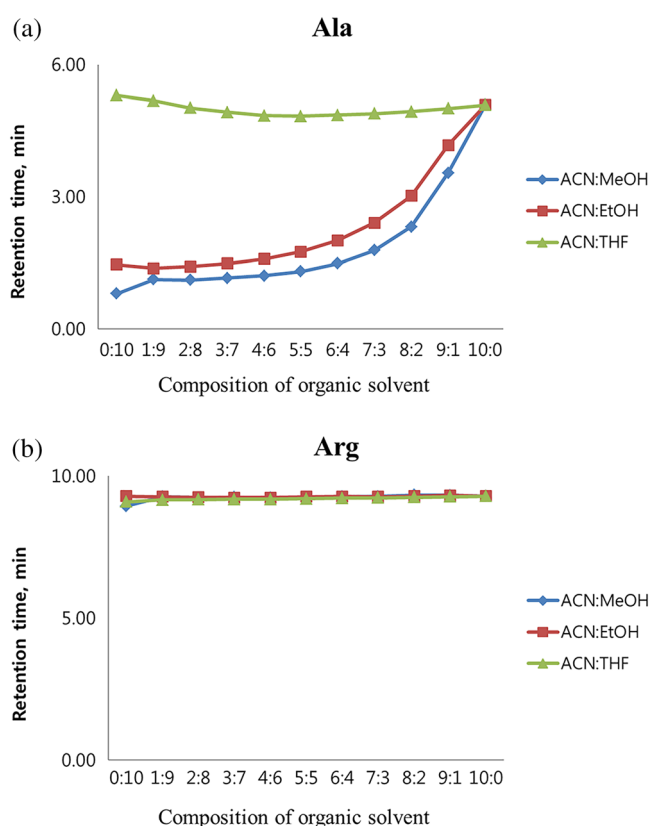 (a)
Ala
6.00
3.00
0.00
Retention time, min
0:10 1:9 2:8 3:7 4:6 5:5 6:4 7:3 8:2 9:1 10:0
Composition of organic solvent
ACN:MeOH
ACN:EtOH
ACN:THF
(b)
Arg
10.00
5.00
0.00
Retention time, min
0:10 1:9 2:8 3:7 4:6 5:5 6:4 7:3 8:2 9:1 10:0
Composition of organic solvent
ACN:MeOH
ACN:EtOH
ACN:THF